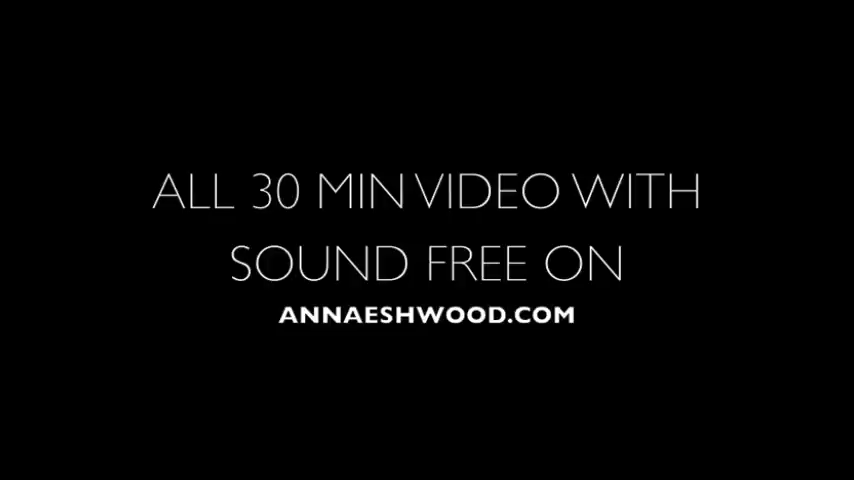 ALL 30 MIN VIDEO WITH
SOUND FREE ON
ANNAESHWOOD.COM